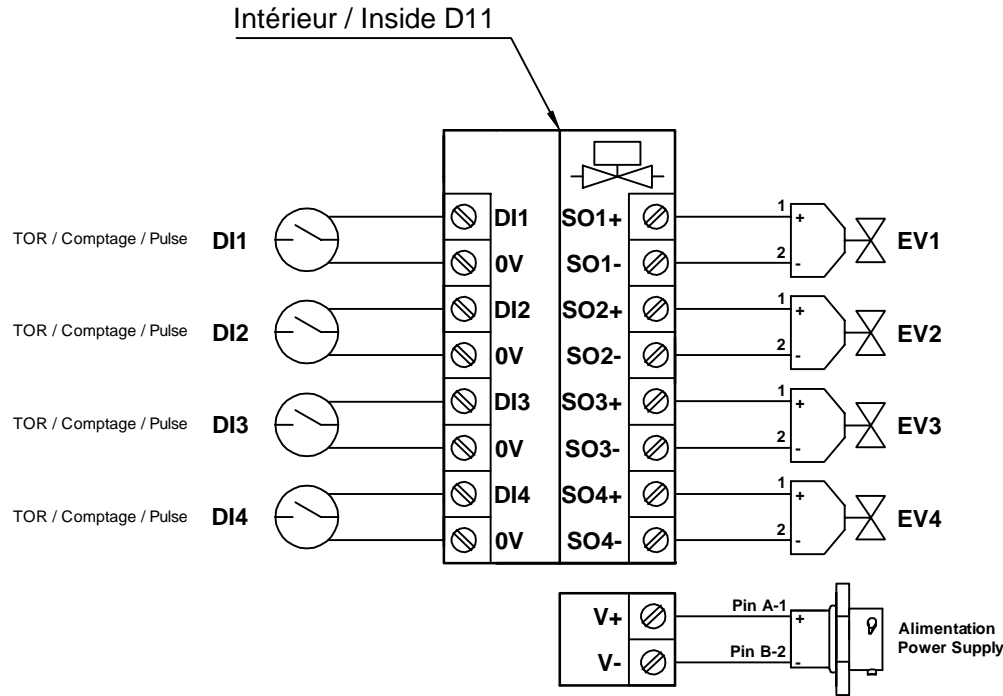 Intérieur / Inside D11
TOR / Comptage / Pulse DI1 DI1 SO1+ 1 + EV1
0V SO1- 2 -
TOR / Comptage / Pulse DI2 DI2 SO2+ 1 + EV2
0V SO2- 2 -
TOR / Comptage / Pulse DI3 DI3 SO3+ 1 + EV3
0V SO3- 2 -
TOR / Comptage / Pulse DI4 DI4 SO4+ 1 + EV4
0V SO4- 2 -
V+ Pin A-1 + Alimentation
Power Supply
V- Pin B-2 -